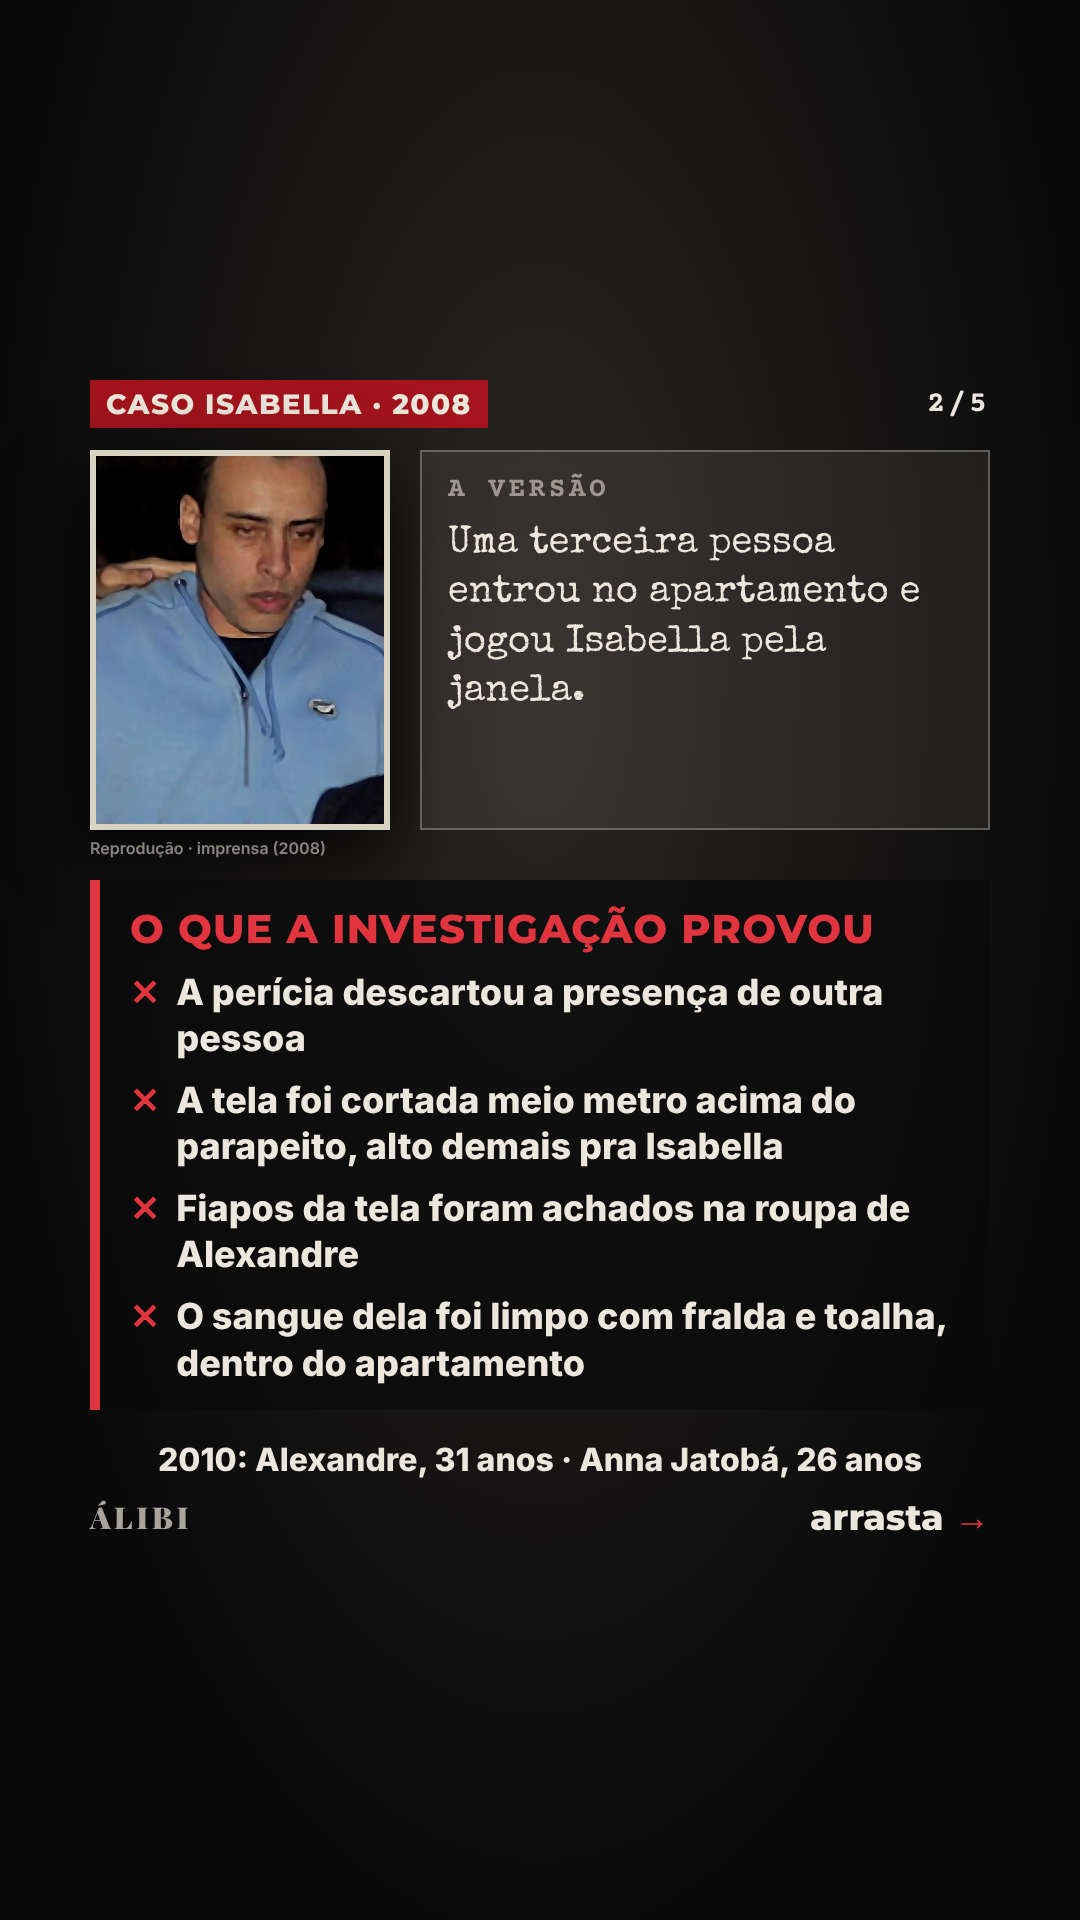 CASO ISABELLA · 2008
2/5
A VERSÃO
Uma terceira pessoa
entrou no apartamento e
jogou Isabella pela
janela.
Reprodução · imprensa (2008)
O QUE A INVESTIGAÇÃO PROVOU
✕ A perícia descartou a presença de outra
pessoa
✕ A tela foi cortada meio metro acima do
parapeito, alto demais pra Isabella
✕ Fiapos da tela foram achados na roupa de
Alexandre
✕ O sangue dela foi limpo com fralda e toalha,
dentro do apartamento
2010: Alexandre, 31 anos · Anna Jatobá, 26 anos
ÁLIBI
arrasta →